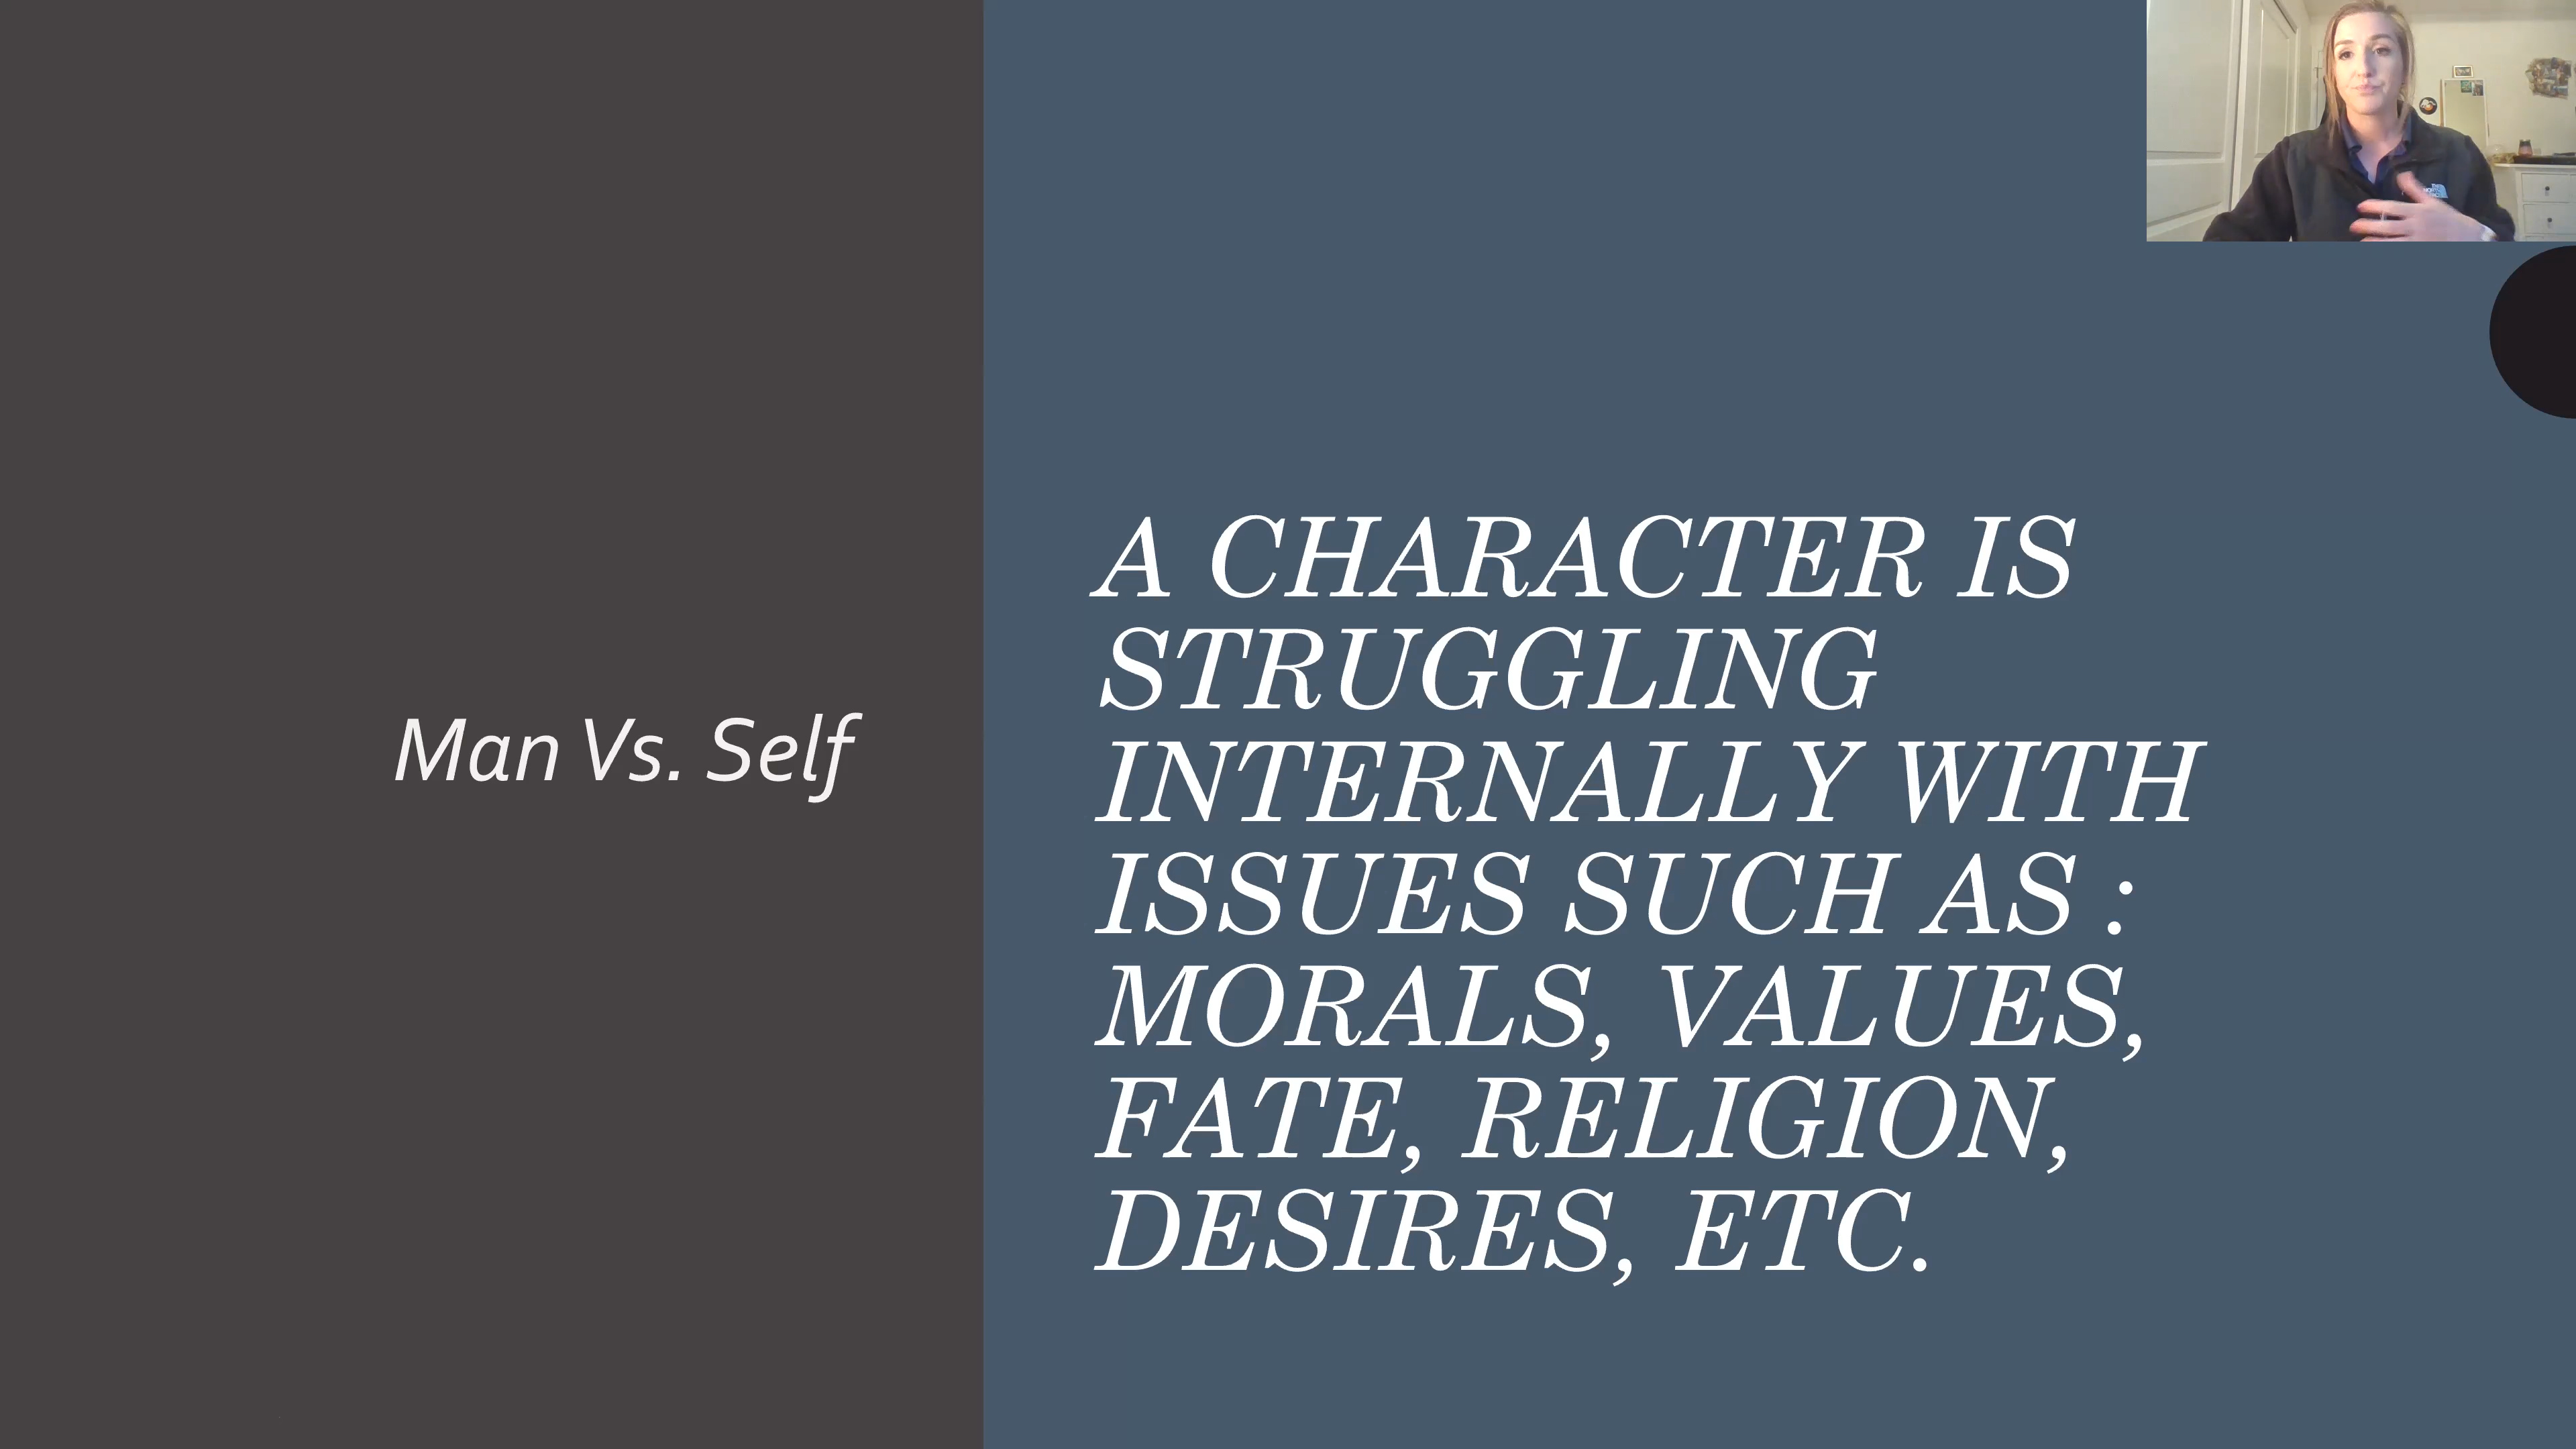 Man Vs. Self
A CHARACTER IS
STRUGGLING
INTERNALLY WITH
ISSUES SUCH AS :
MORALS, VALUES,
FATE, RELIGION,
DESIRES, ETC.